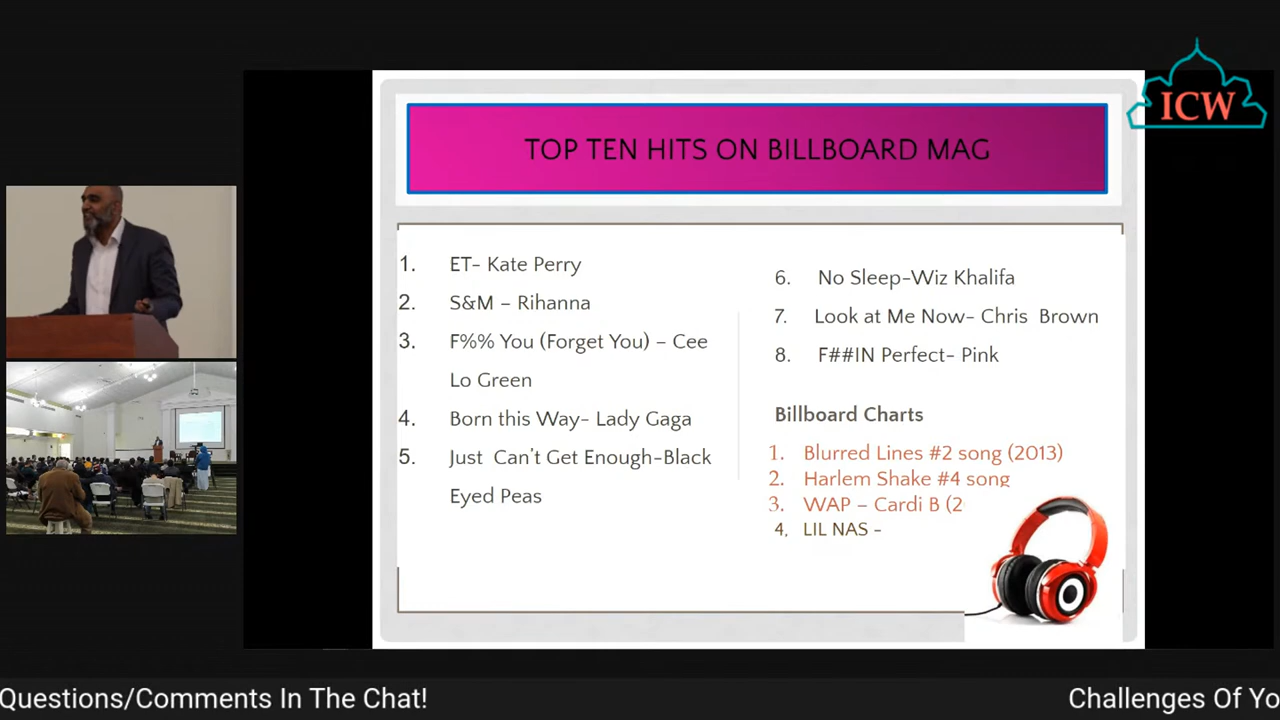 ICW
TOP TEN HITS ON BILLBOARD MAG
1. ET- Kate Perry
2. S&M – Rihanna
3. F%% You (Forget You) – Cee
Lo Green
4. Born this Way- Lady Gaga
5. Just Can't Get Enough-Black
Eyed Peas
6. No Sleep-Wiz Khalifa
7. Look at Me Now- Chris Brown
8. F##IN Perfect- Pink
Billboard Charts
1. Blurred Lines #2 song (2013)
2. Harlem Shake #4 song
3. WAP – Cardi B (2
4, LIL NAS -
Questions/Comments In The Chat!
Challenges Of Yo